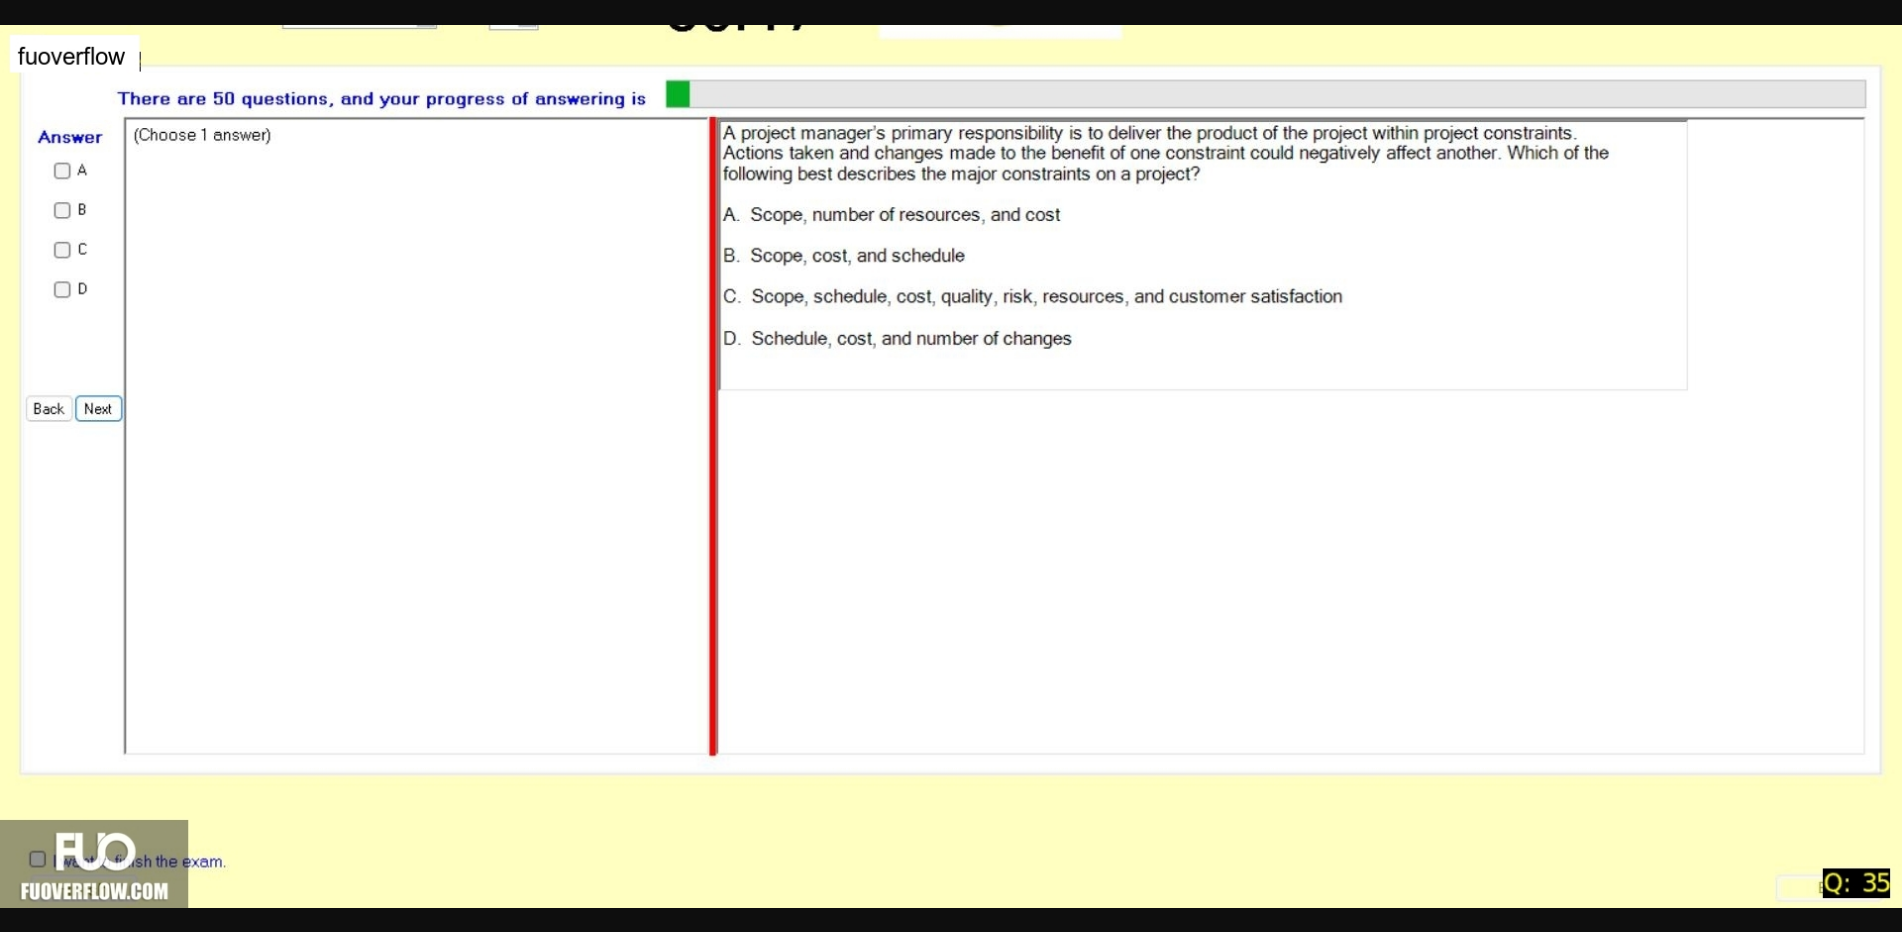 fuoverflow
There are 50 questions, and your progress of answering is
Answer
(Choose 1 answer)
A
B
C
D
Back Next
A project manager's primary responsibility is to deliver the product of the project within project constraints.
Actions taken and changes made to the benefit of one constraint could negatively affect another. Which of the
following best describes the major constraints on a project?
A. Scope, number of resources, and cost
B. Scope, cost, and schedule
C. Scope, schedule, cost, quality, risk, resources, and customer satisfaction
D. Schedule, cost, and number of changes
the exam.
FUO
FUOVERFLOW.COM
Q: 35